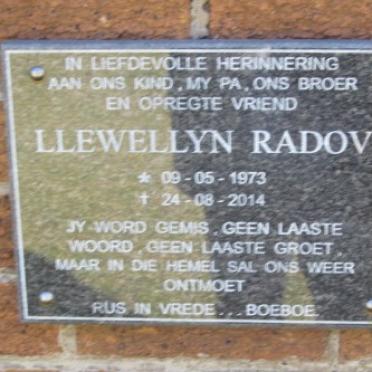 IN LIEFDEVOLLE HERINNERING
AAN ONS KIND, MY PA, ONS BROER
EN OPREGTE VRIEND
LLEWELLYN RADOV
* 09-05-1973
† 24-08-2014
JY WORD GEMIS, GEEN LAASTE
WOORD, GEEN LAASTE GROET,
MAAR IN DIE HEMEL SAL ONS WEER
ONTMOET
RUS IN VREDE... BOEBOE.